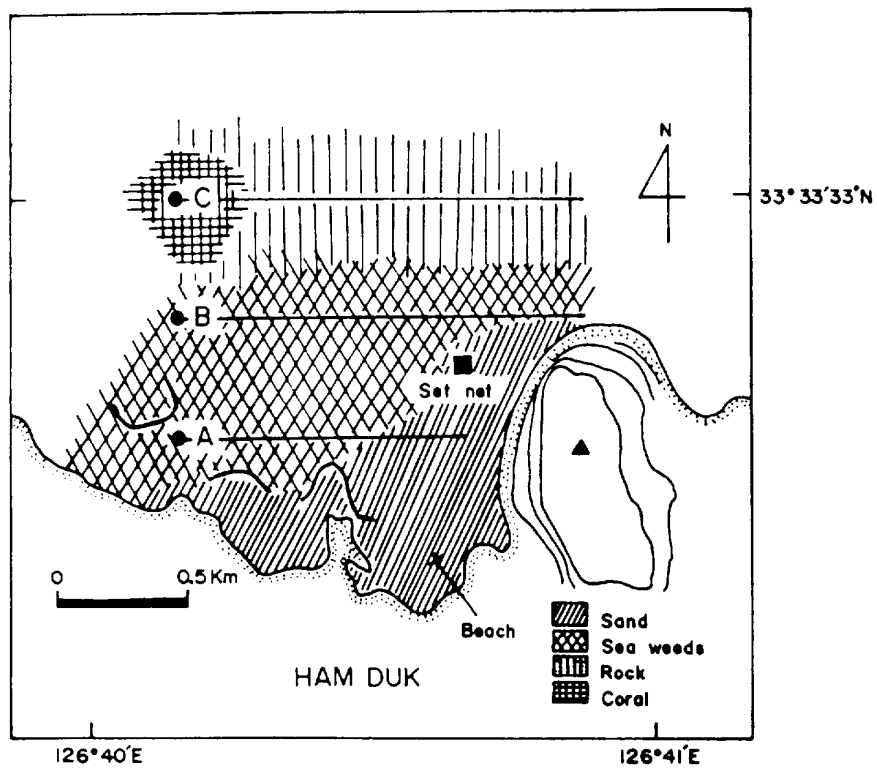 N
33°33'33"N
C
B
Set net
A
0 0.5 Km
Beach
Sand
Sea weeds
Rock
Coral
HAM DUK
126°40'E
126°41'E